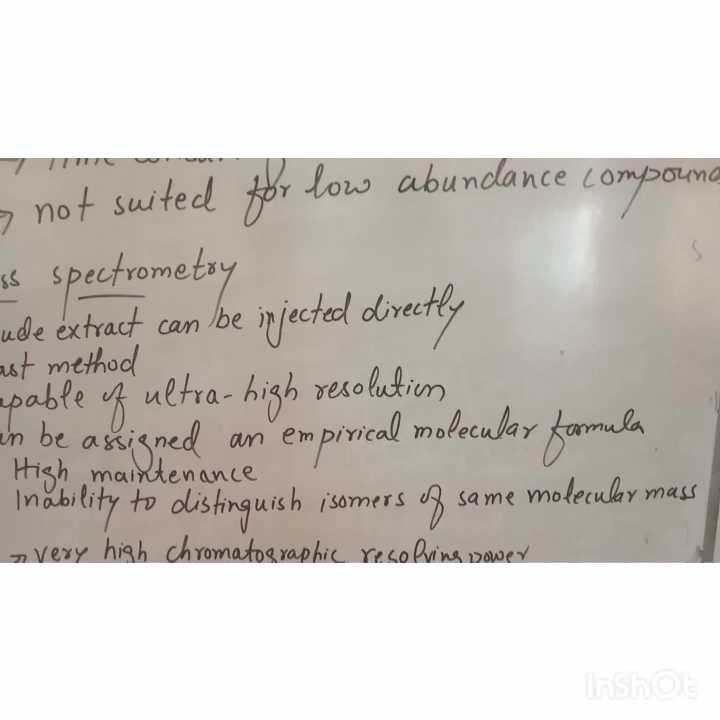 → not suited for low abundance compound
ss spectrometry
ude extract can be injected directly
ast method
apable of ultra-high resolution
in be assigned an empirical molecular formula
High maintenance
Inability to distinguish isomers of same molecular mass
→ very high chromatographic resolving power
InShOt